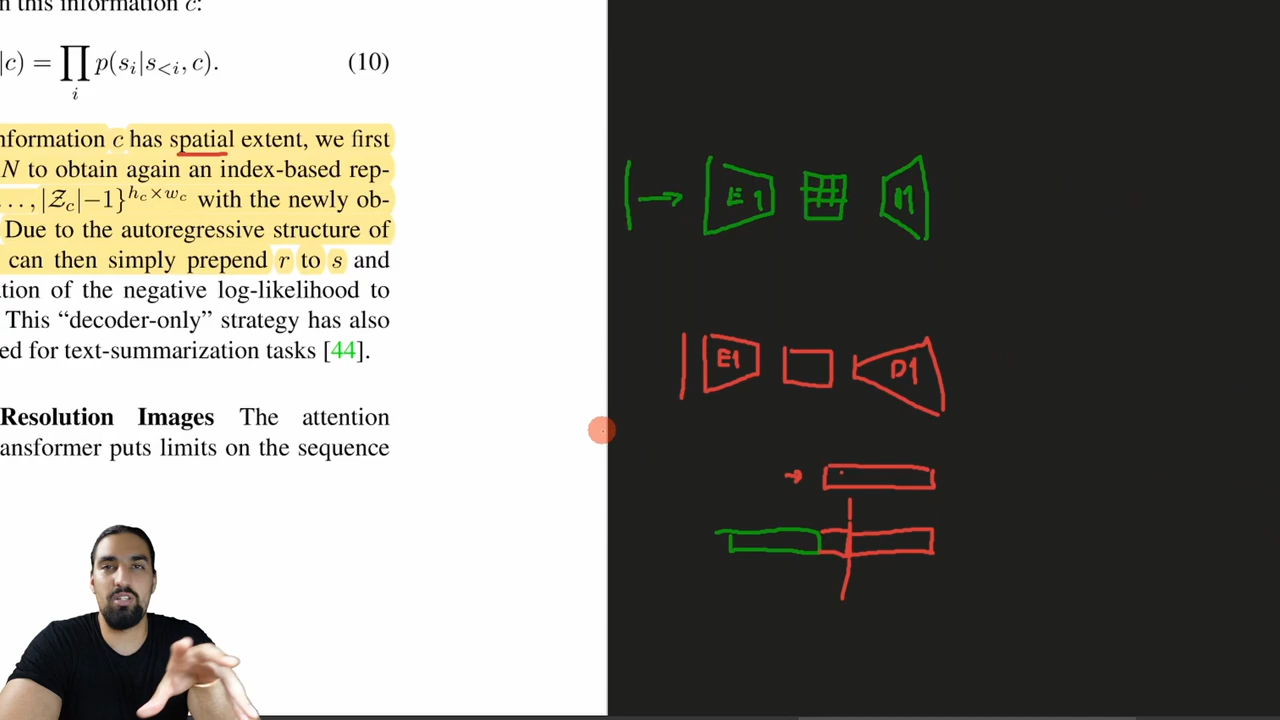 n this information c:
|c) = ∏ p(s_i|s_{<i}, c). (10)
i
nformation c has spatial extent, we first
N to obtain again an index-based rep-
. . . , |Z_c|−1}^{h_c×w_c} with the newly ob-
Due to the autoregressive structure of
can then simply prepend r to s and
ation of the negative log-likelihood to
This “decoder-only” strategy has also
ed for text-summarization tasks [44].
Resolution Images The attention
ansformer puts limits on the sequence
E1
D1
E1
D1